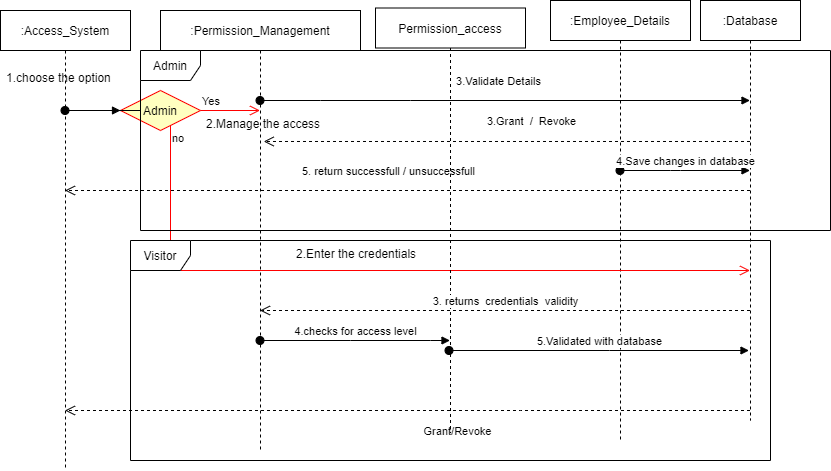 :Access_System
:Permission_Management
Permission_access
:Employee_Details
:Database
Admin
1.choose the option
3.Validate Details
Yes
Admin
2.Manage the access
3.Grant / Revoke
no
4.Save changes in database
5. return successfull / unsuccessfull
Visitor
2.Enter the credentials
3. returns credentials validity
4.checks for access level
5.Validated with database
Grant/Revoke